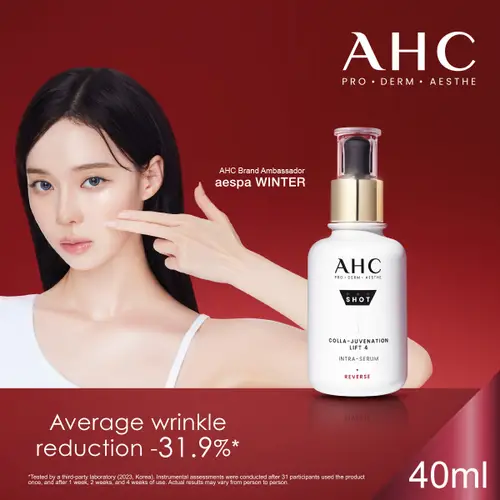 AHC
PRO • DERM • AESTHE
AHC Brand Ambassador
aespa WINTER
AHC
PRO • DERM • AESTHE
SHOT
COLLA-JUVENATION
LIFT 4
INTRA-SERUM
REVERSE
Average wrinkle
reduction -31.9%*
*Tested by a third-party laboratory (2023, Korea). Instrumental assessments were conducted after 31 participants used the product
once, and after 1 week, 2 weeks, and 4 weeks of use. Actual results may vary from person to person.
40ml